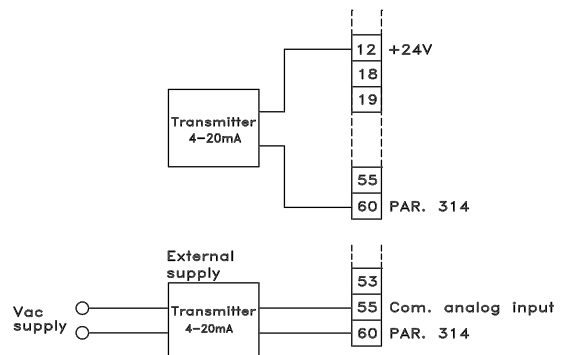 12 +24V
18
19
Transmitter
4-20mA
55
60 PAR. 314
External
supply
53
Vac
supply
Transmitter
4-20mA
55 Com. analog input
60 PAR. 314